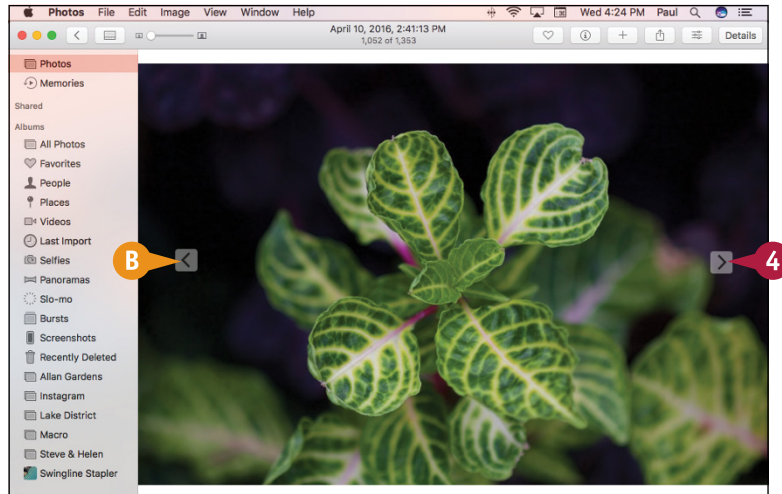 Photos File Edit Image View Window Help Wed 4:24 PM Paul
April 10, 2016, 2:41:13 PM
1,052 of 1,353
Details
Photos
Memories
Shared
Albums
All Photos
Favorites
People
Places
Videos
Last Import
Selfies
Panoramas
Slo-mo
Bursts
Screenshots
Recently Deleted
Allan Gardens
Instagram
Lake District
Macro
Steve & Helen
Swingline Stapler
B
4